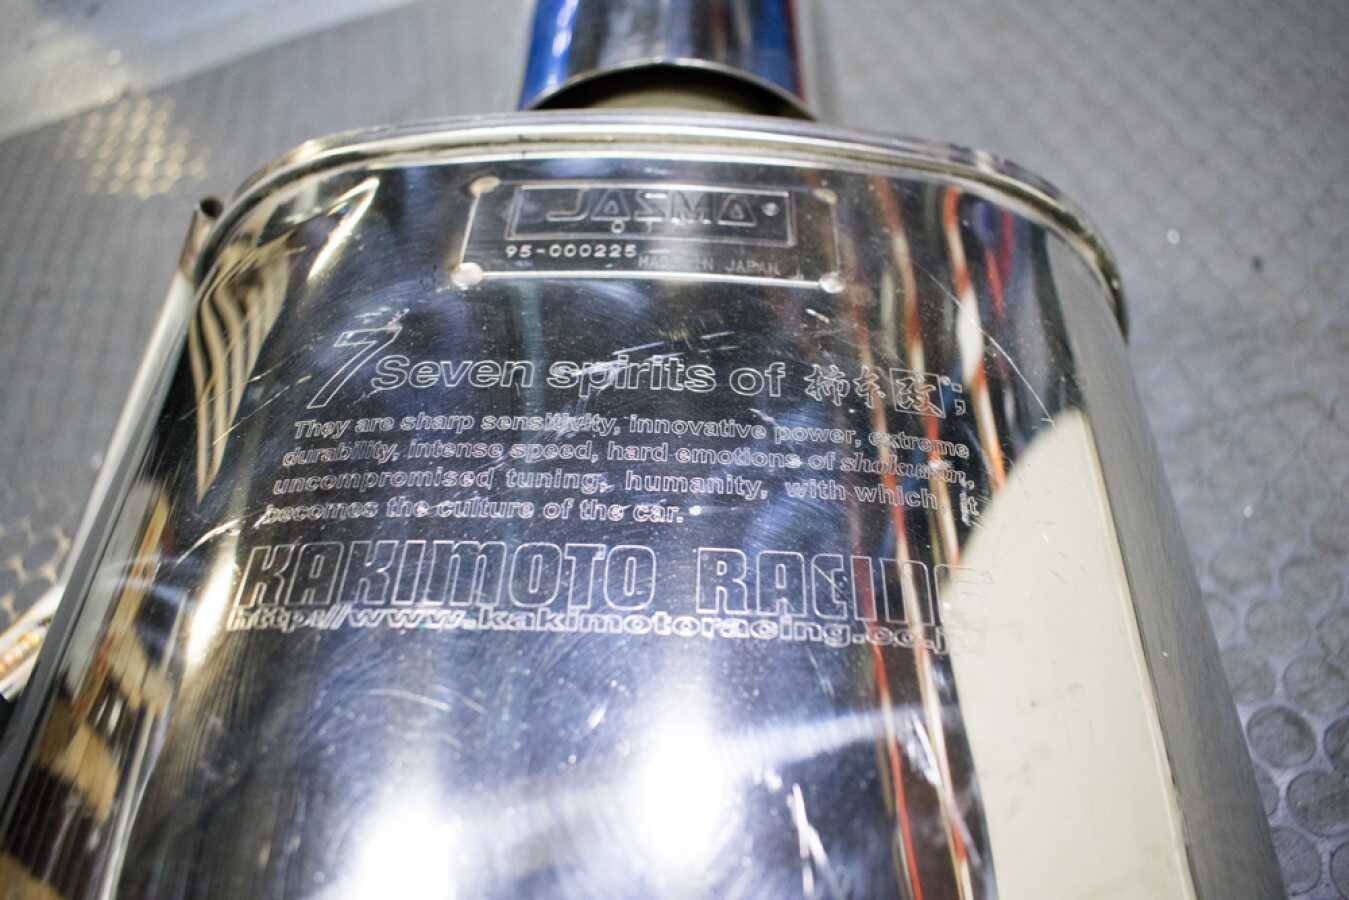 JASMA
95-000225
MADE IN JAPAN
7 Seven spirits of 柿本改;
They are sharp sensitivity, innovative power, extreme
durability, intense speed, hard emotions of shokunin,
uncompromised tuning, humanity, with which, it
becomes the culture of the car.
KAKIMOTO RACING
http://www.kakimotoracing.co.jp